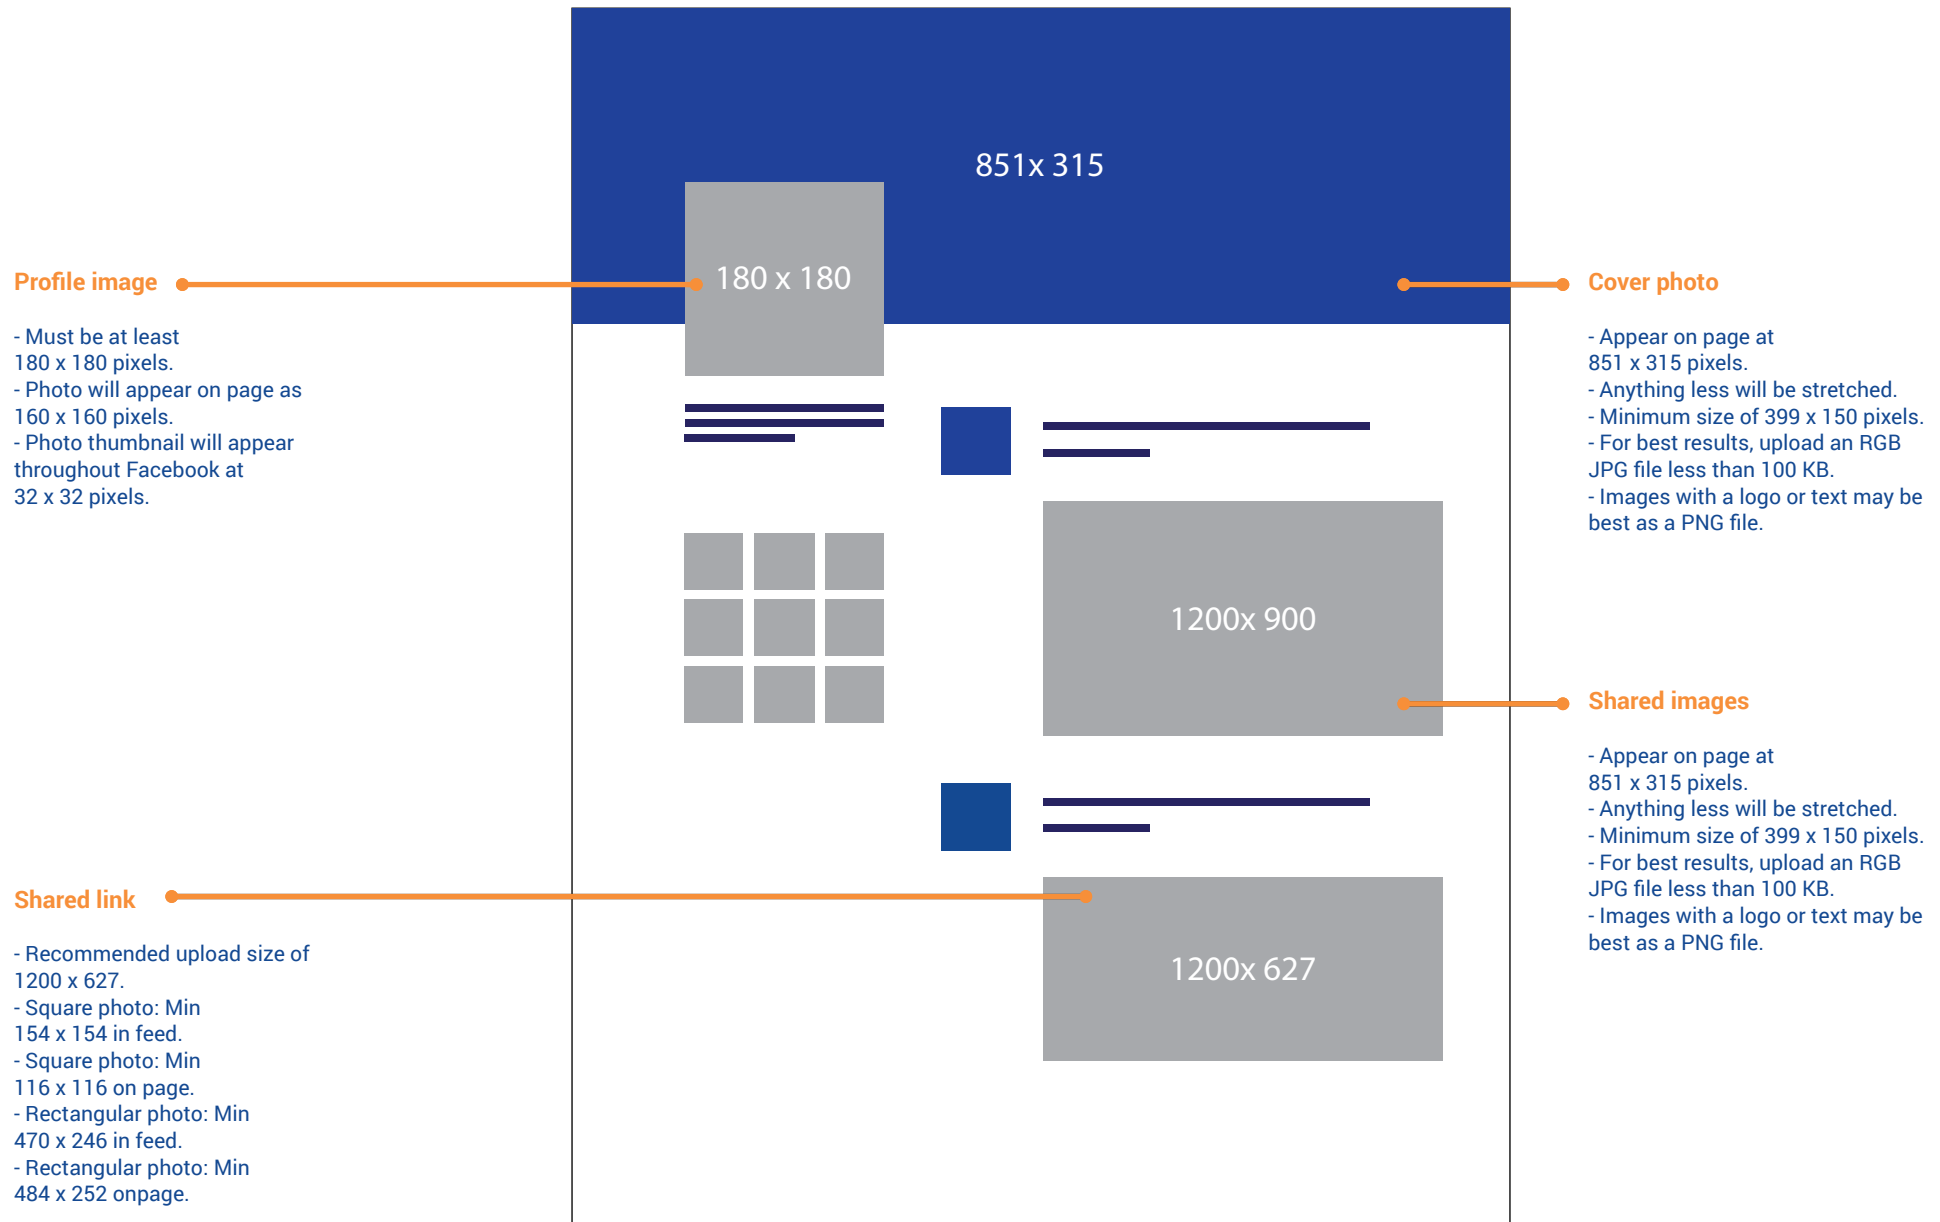 851x 315
180 x 180
Profile image
- Must be at least
180 x 180 pixels.
- Photo will appear on page as
160 x 160 pixels.
- Photo thumbnail will appear
throughout Facebook at
32 x 32 pixels.
Cover photo
- Appear on page at
851 x 315 pixels.
- Anything less will be stretched.
- Minimum size of 399 x 150 pixels.
- For best results, upload an RGB
JPG file less than 100 KB.
- Images with a logo or text may be
best as a PNG file.
1200x 900
Shared images
- Appear on page at
851 x 315 pixels.
- Anything less will be stretched.
- Minimum size of 399 x 150 pixels.
- For best results, upload an RGB
JPG file less than 100 KB.
- Images with a logo or text may be
best as a PNG file.
Shared link
- Recommended upload size of
1200 x 627.
- Square photo: Min
154 x 154 in feed.
- Square photo: Min
116 x 116 on page.
- Rectangular photo: Min
470 x 246 in feed.
- Rectangular photo: Min
484 x 252 onpage.
1200x 627